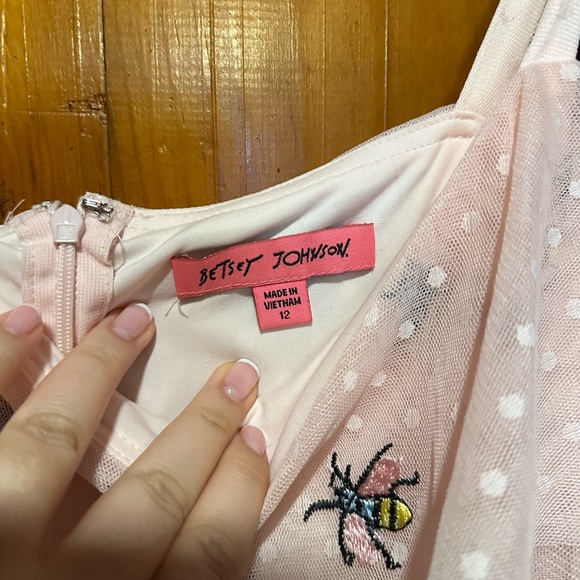 BETSEY JOHNSON.
MADE IN
VIETNAM
12